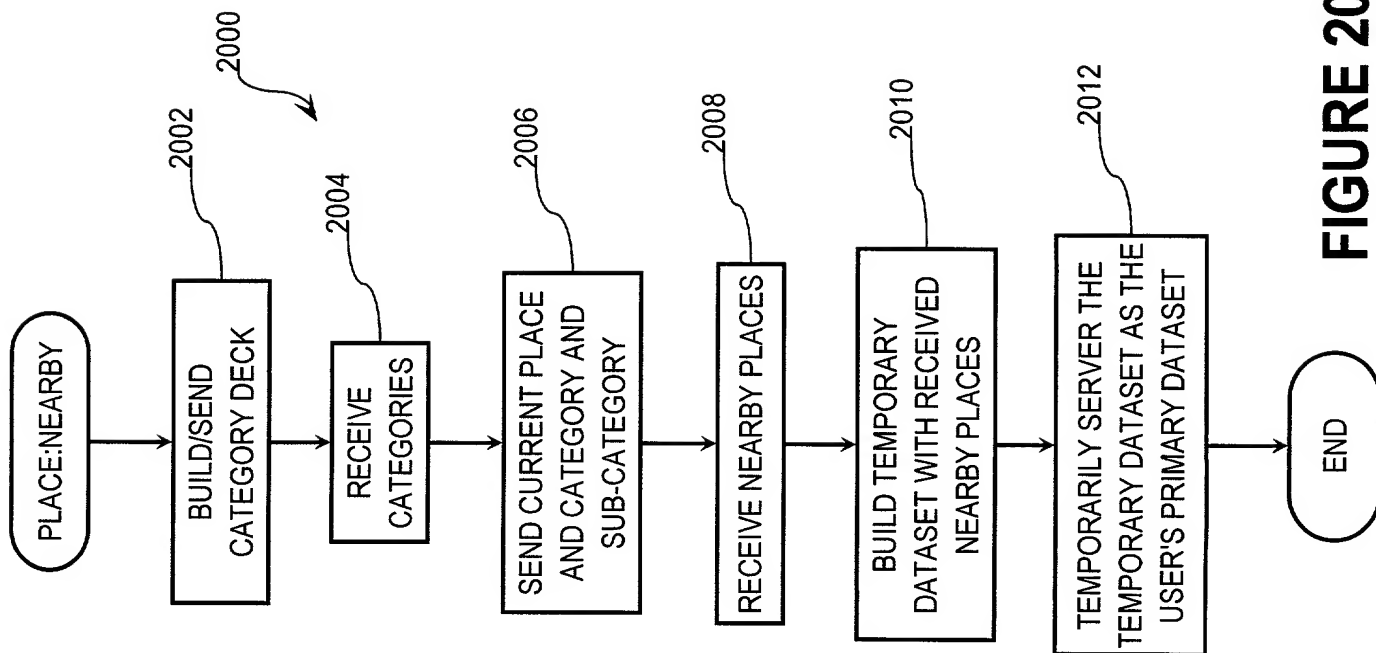 PLACE:NEARBY
2000
BUILD/SEND
CATEGORY DECK
2002
RECEIVE
CATEGORIES
2004
SEND CURRENT PLACE
AND CATEGORY AND
SUB-CATEGORY
2006
RECEIVE NEARBY PLACES
2008
BUILD TEMPORARY
DATASET WITH RECEIVED
NEARBY PLACES
2010
TEMPORARILY SERVER THE
TEMPORARY DATASET AS THE
USER'S PRIMARY DATASET
2012
END
FIGURE 20